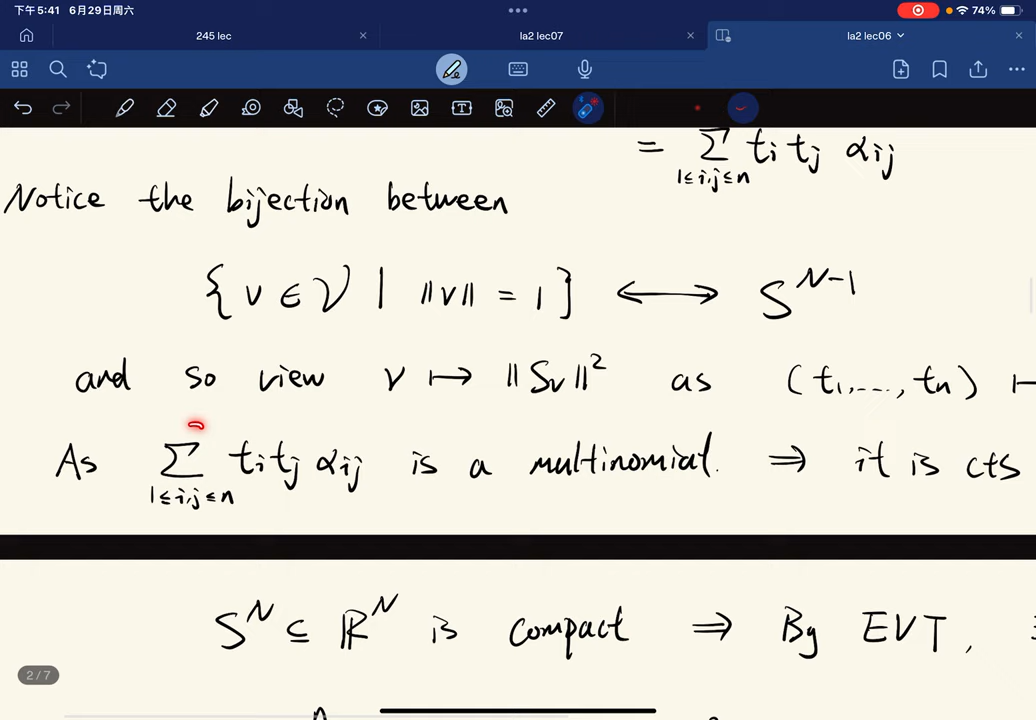 下午5:41 6月29日周六
74%
245 lec
la2 lec07
la2 lec06
= Σ tᵢ tⱼ αᵢⱼ
1≤i,j≤n
Notice the bijection between
{ v ∈ V | ‖v‖ = 1 } ⟷ S^{N-1}
and so view v ↦ ‖Sv‖² as (t₁,...,tₙ) ↦
As Σ tᵢtⱼ αᵢⱼ is a multinomial. ⇒ it is cts
1≤i,j≤n
S^N ⊆ ℝ^N is compact ⇒ By EVT,
2/7